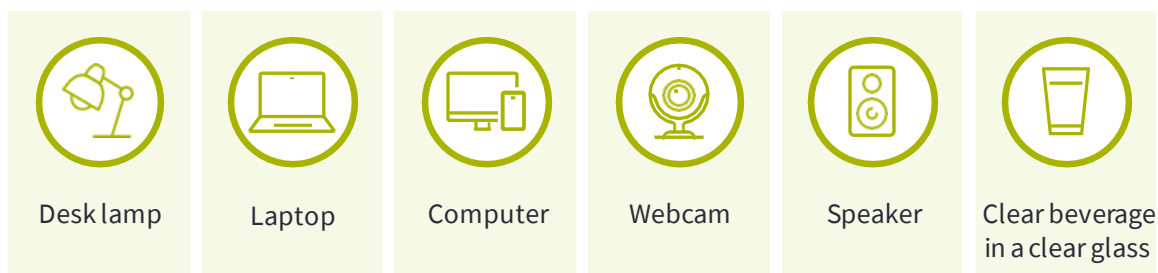 Desk lamp
Laptop
Computer
Webcam
Speaker
Clear beverage
in a clear glass